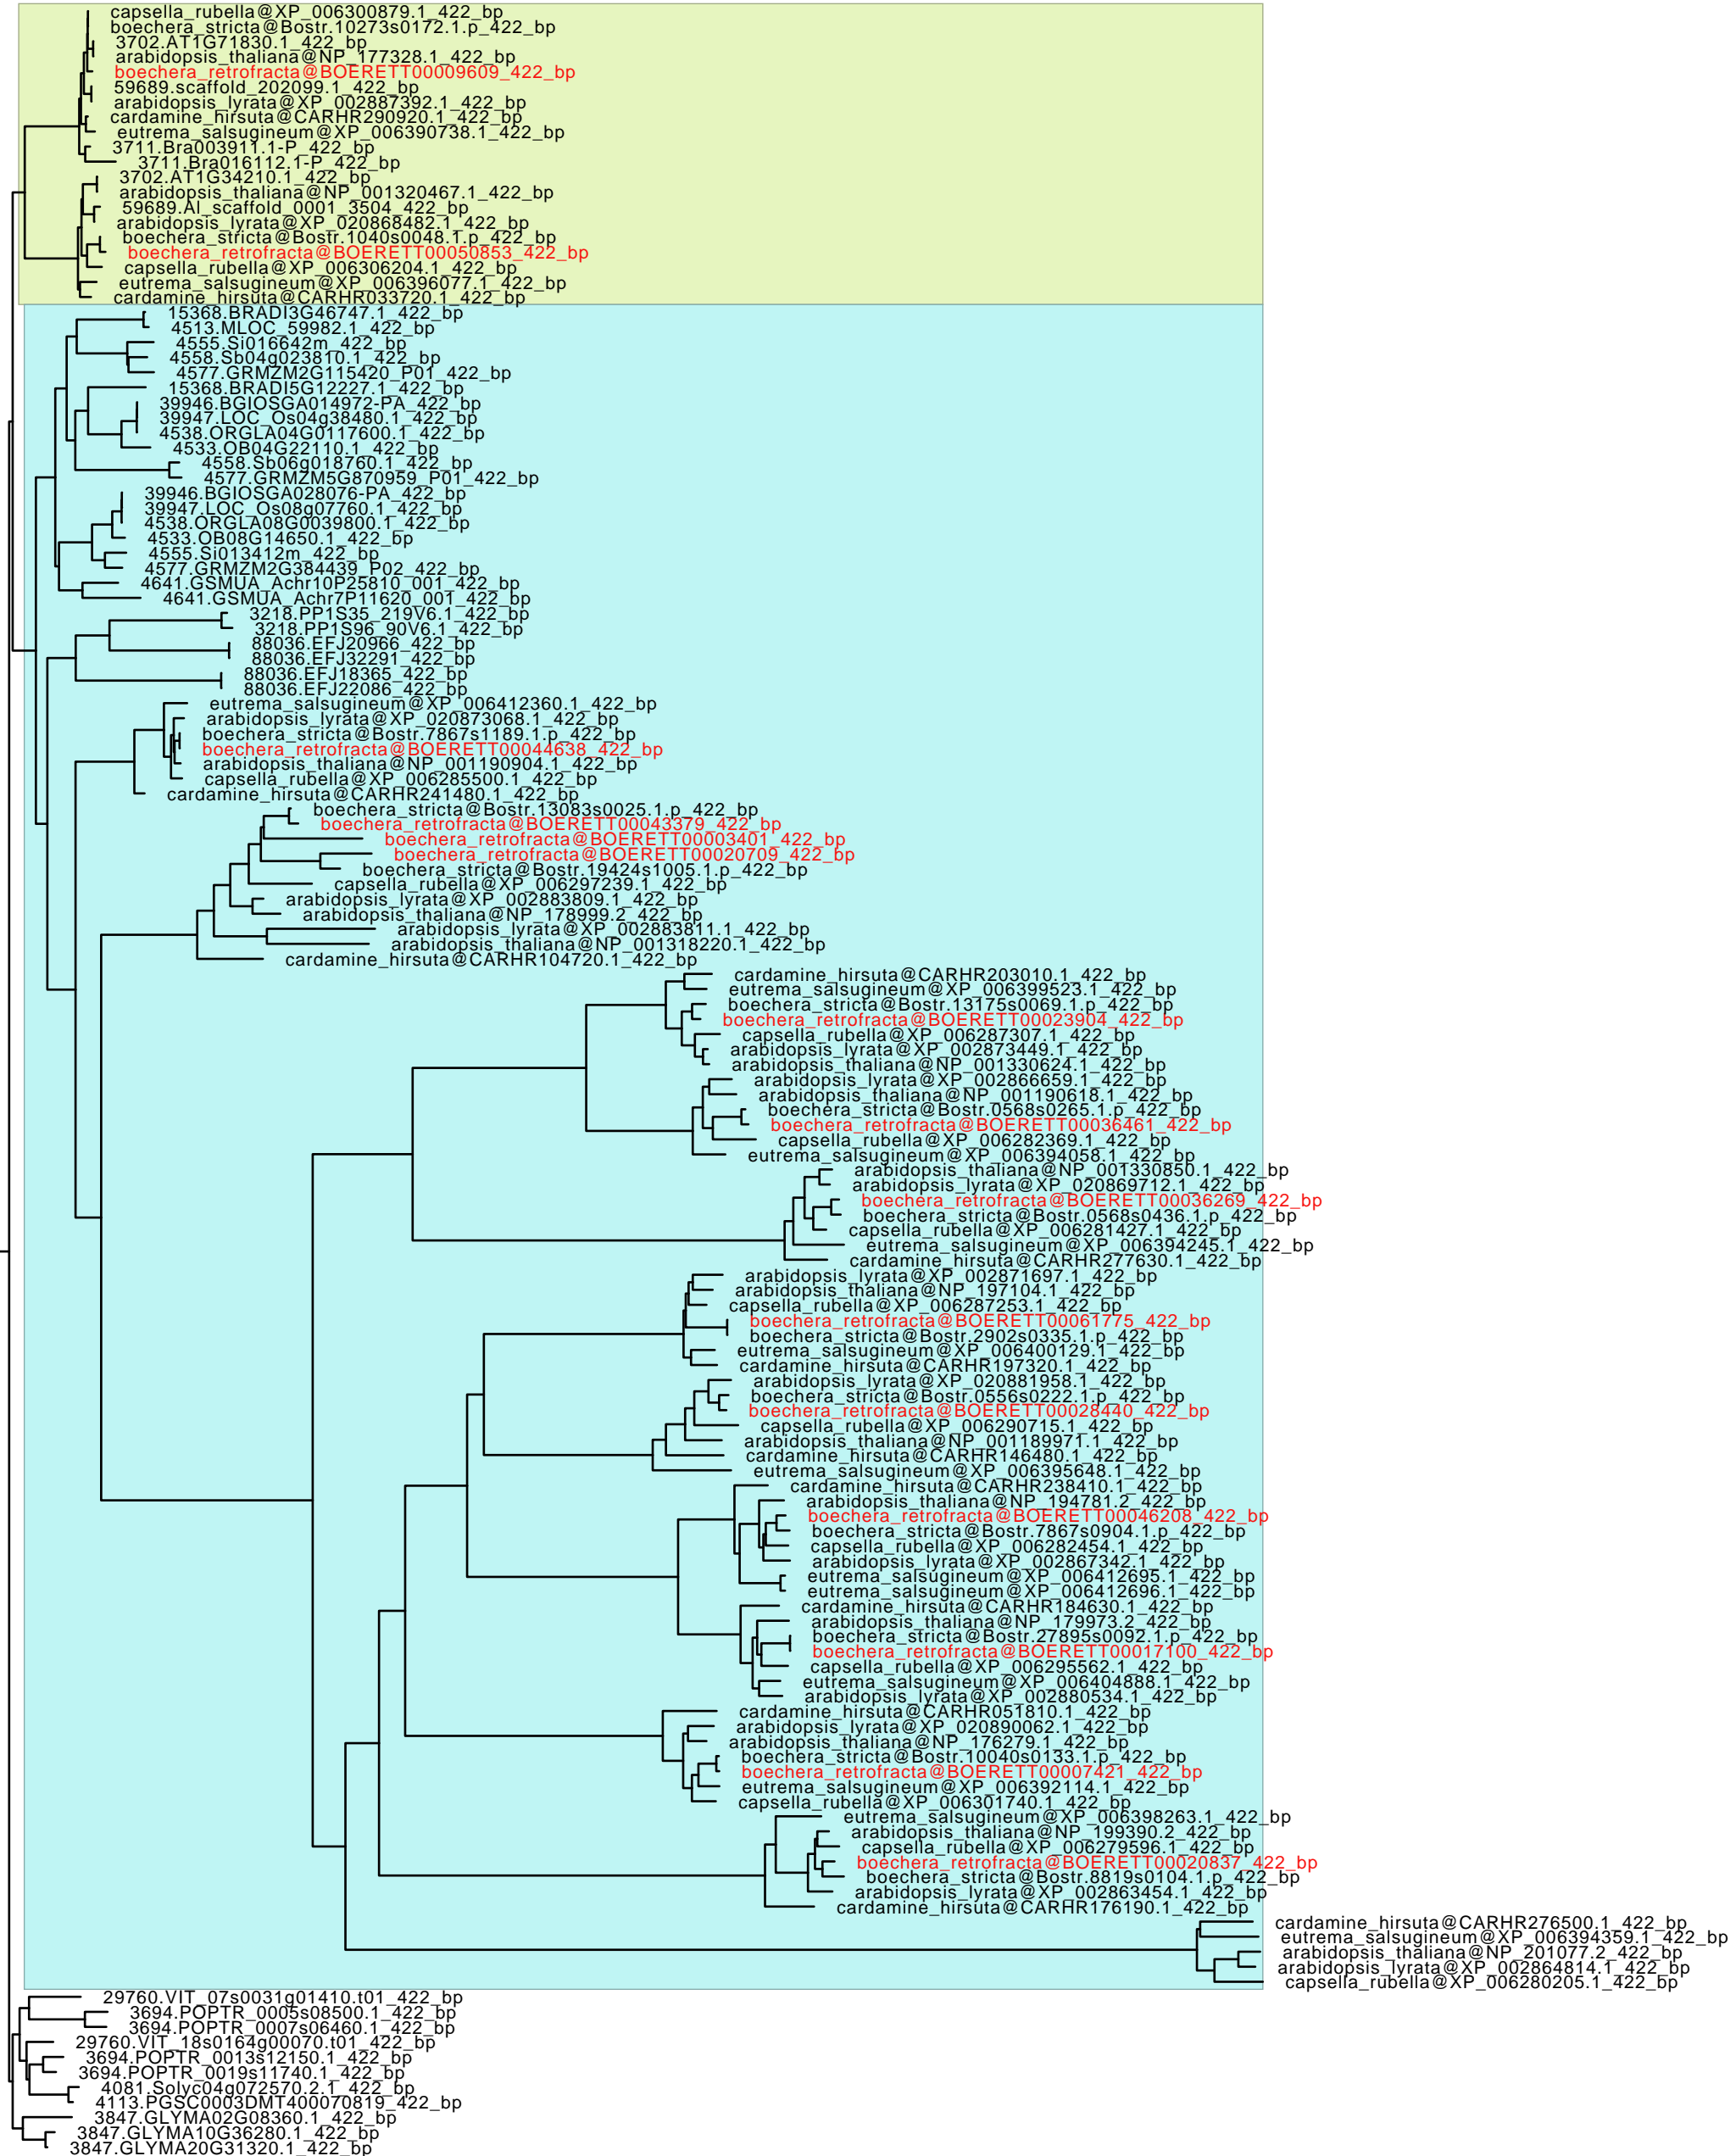 capsella_rubella@XP_006300879.1_422_bp
boechera_stricta@Bostr.10273s0172.1.p_422_bp
3702.AT1G71830.1_422_bp
arabidopsis_thaliana@NP_177328.1_422_bp
boechera_retrofracta@BOERETT00009609_422_bp
59689.scaffold_202099.1_422_bp
arabidopsis_lyrata@XP_002887392.1_422_bp
cardamine_hirsuta@CARHR290920.1_422_bp
eutrema_salsugineum@XP_006390738.1_422_bp
3711.Bra003911.1-P_422_bp
3711.Bra016112.1-P_422_bp
3702.AT1G34210.1_422_bp
arabidopsis_thaliana@NP_001320467.1_422_bp
59689.Al_scaffold_0001_3504_422_bp
arabidopsis_lyrata@XP_020868482.1_422_bp
boechera_stricta@Bostr.1040s0048.1.p_422_bp
boechera_retrofracta@BOERETT00050853_422_bp
capsella_rubella@XP_006306204.1_422_bp
eutrema_salsugineum@XP_006396077.1_422_bp
cardamine_hirsuta@CARHR033720.1_422_bp
15368.BRADI3G46747.1_422_bp
4513.MLOC_59982.1_422_bp
4555.Si016642m_422_bp
4558.Sb04g023810.1_422_bp
4577.GRMZM2G115420_P01_422_bp
15368.BRADI5G12227.1_422_bp
39946.BGIOSGA014972-PA_422_bp
39947.LOC_Os04g38480.1_422_bp
4538.ORGLA04G0117600.1_422_bp
4533.OB04G22110.1_422_bp
4558.Sb06g018760.1_422_bp
4577.GRMZM5G870959_P01_422_bp
39946.BGIOSGA028076-PA_422_bp
39947.LOC_Os08g07760.1_422_bp
4538.ORGLA08G0039800.1_422_bp
4533.OB08G14650.1_422_bp
4555.Si013412m_422_bp
4577.GRMZM2G384439_P02_422_bp
4641.GSMUA_Achr10P25810_001_422_bp
4641.GSMUA_Achr7P11620_001_422_bp
3218.PP1S35_219V6.1_422_bp
3218.PP1S96_90V6.1_422_bp
88036.EFJ20966_422_bp
88036.EFJ32291_422_bp
88036.EFJ18365_422_bp
88036.EFJ22086_422_bp
eutrema_salsugineum@XP_006412360.1_422_bp
arabidopsis_lyrata@XP_020873068.1_422_bp
boechera_stricta@Bostr.7867s1189.1.p_422_bp
boechera_retrofracta@BOERETT00044638_422_bp
arabidopsis_thaliana@NP_001190904.1_422_bp
capsella_rubella@XP_006285500.1_422_bp
cardamine_hirsuta@CARHR241480.1_422_bp
boechera_stricta@Bostr.13083s0025.1.p_422_bp
boechera_retrofracta@BOERETT00043379_422_bp
boechera_retrofracta@BOERETT00003401_422_bp
boechera_retrofracta@BOERETT00020709_422_bp
boechera_stricta@Bostr.19424s1005.1.p_422_bp
capsella_rubella@XP_006297239.1_422_bp
arabidopsis_lyrata@XP_002883809.1_422_bp
arabidopsis_thaliana@NP_178999.2_422_bp
arabidopsis_lyrata@XP_002883811.1_422_bp
arabidopsis_thaliana@NP_001318220.1_422_bp
cardamine_hirsuta@CARHR104720.1_422_bp
cardamine_hirsuta@CARHR203010.1_422_bp
eutrema_salsugineum@XP_006399523.1_422_bp
boechera_stricta@Bostr.13175s0069.1.p_422_bp
boechera_retrofracta@BOERETT00023904_422_bp
capsella_rubella@XP_006287307.1_422_bp
arabidopsis_lyrata@XP_002873449.1_422_bp
arabidopsis_thaliana@NP_001330624.1_422_bp
arabidopsis_lyrata@XP_002866659.1_422_bp
arabidopsis_thaliana@NP_001190618.1_422_bp
boechera_stricta@Bostr.0568s0265.1.p_422_bp
boechera_retrofracta@BOERETT00036461_422_bp
capsella_rubella@XP_006282369.1_422_bp
eutrema_salsugineum@XP_006394058.1_422_bp
arabidopsis_thaliana@NP_001330850.1_422_bp
arabidopsis_lyrata@XP_020869712.1_422_bp
boechera_retrofracta@BOERETT00036269_422_bp
boechera_stricta@Bostr.0568s0436.1.p_422_bp
capsella_rubella@XP_006281427.1_422_bp
eutrema_salsugineum@XP_006394245.1_422_bp
cardamine_hirsuta@CARHR277630.1_422_bp
arabidopsis_lyrata@XP_002871697.1_422_bp
arabidopsis_thaliana@NP_197104.1_422_bp
capsella_rubella@XP_006287253.1_422_bp
boechera_retrofracta@BOERETT00061775_422_bp
boechera_stricta@Bostr.2902s0335.1.p_422_bp
eutrema_salsugineum@XP_006400129.1_422_bp
cardamine_hirsuta@CARHR197320.1_422_bp
arabidopsis_lyrata@XP_020881958.1_422_bp
boechera_stricta@Bostr.0556s0222.1.p_422_bp
boechera_retrofracta@BOERETT00028440_422_bp
capsella_rubella@XP_006290715.1_422_bp
arabidopsis_thaliana@NP_001189971.1_422_bp
cardamine_hirsuta@CARHR146480.1_422_bp
eutrema_salsugineum@XP_006395648.1_422_bp
cardamine_hirsuta@CARHR238410.1_422_bp
arabidopsis_thaliana@NP_194781.2_422_bp
boechera_retrofracta@BOERETT00046208_422_bp
boechera_stricta@Bostr.7867s0904.1.p_422_bp
capsella_rubella@XP_006282454.1_422_bp
arabidopsis_lyrata@XP_002867342.1_422_bp
eutrema_salsugineum@XP_006412695.1_422_bp
eutrema_salsugineum@XP_006412696.1_422_bp
cardamine_hirsuta@CARHR184630.1_422_bp
arabidopsis_thaliana@NP_179973.2_422_bp
boechera_stricta@Bostr.27895s0092.1.p_422_bp
boechera_retrofracta@BOERETT00017100_422_bp
capsella_rubella@XP_006295562.1_422_bp
eutrema_salsugineum@XP_006404888.1_422_bp
arabidopsis_lyrata@XP_002880534.1_422_bp
cardamine_hirsuta@CARHR051810.1_422_bp
arabidopsis_lyrata@XP_020890062.1_422_bp
arabidopsis_thaliana@NP_176279.1_422_bp
boechera_stricta@Bostr.10040s0133.1.p_422_bp
boechera_retrofracta@BOERETT00007421_422_bp
eutrema_salsugineum@XP_006392114.1_422_bp
capsella_rubella@XP_006301740.1_422_bp
eutrema_salsugineum@XP_006398263.1_422_bp
arabidopsis_thaliana@NP_199390.2_422_bp
capsella_rubella@XP_006279596.1_422_bp
boechera_retrofracta@BOERETT00020837_422_bp
boechera_stricta@Bostr.8819s0104.1.p_422_bp
arabidopsis_lyrata@XP_002863454.1_422_bp
cardamine_hirsuta@CARHR176190.1_422_bp
cardamine_hirsuta@CARHR276500.1_422_bp
eutrema_salsugineum@XP_006394359.1_422_bp
arabidopsis_thaliana@NP_201077.2_422_bp
arabidopsis_lyrata@XP_002864814.1_422_bp
capsella_rubella@XP_006280205.1_422_bp
29760.VIT_07s0031g01410.t01_422_bp
3694.POPTR_0005s08500.1_422_bp
3694.POPTR_0007s06460.1_422_bp
29760.VIT_18s0164g00070.t01_422_bp
3694.POPTR_0013s12150.1_422_bp
3694.POPTR_0019s11740.1_422_bp
4081.Solyc04g072570.2.1_422_bp
4113.PGSC0003DMT400070819_422_bp
3847.GLYMA02G08360.1_422_bp
3847.GLYMA10G36280.1_422_bp
3847.GLYMA20G31320.1_422_bp